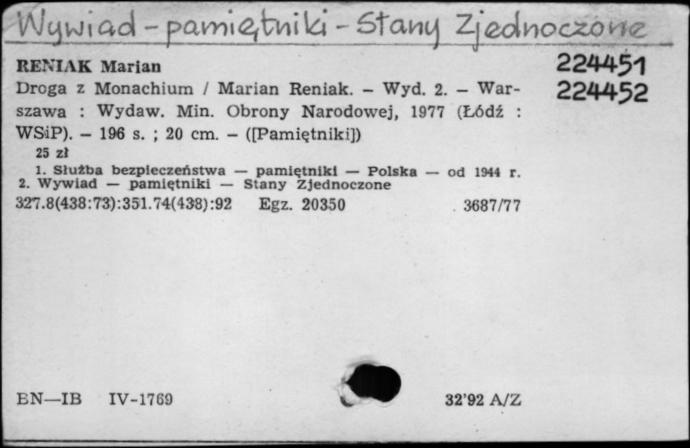 Wywiad - pamiętniki - Stany Zjednoczone
RENIAK Marian
224451
Droga z Monachium / Marian Reniak. — Wyd. 2. — War-
224452
szawa : Wydaw. Min. Obrony Narodowej, 1977 (Łódź :
WSiP). — 196 s. ; 20 cm. — ([Pamiętniki])
25 zł
1. Służba bezpieczeństwa — pamiętniki — Polska — od 1944 r.
2. Wywiad — pamiętniki — Stany Zjednoczone
327.8(438:73):351.74(438):92 Egz. 20350 3687/77
BN—IB IV-1769 32'92 A/Z